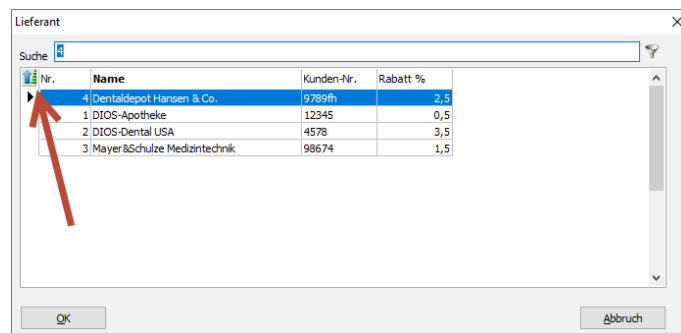 Lieferant
Suche 4
Nr. Name Kunden-Nr. Rabatt %
4 Dentaldepot Hansen & Co. 9789fh 2,5
1 DIOS-Apotheke 12345 0,5
2 DIOS-Dental USA 4578 3,5
3 Mayer&Schulze Medizintechnik 98674 1,5
OK Abbruch